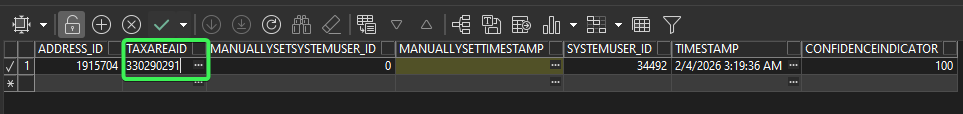 ADDRESS_ID TAXAREAID MANUALLYSETSYSTEMUSER_ID MANUALLYSETTIMESTAMP SYSTEMUSER_ID TIMESTAMP CONFIDENCEINDICATOR
1 1915704 330290291 ... 0 ... 34492 2/4/2026 3:19:36 AM ... 100
* ... ... ...